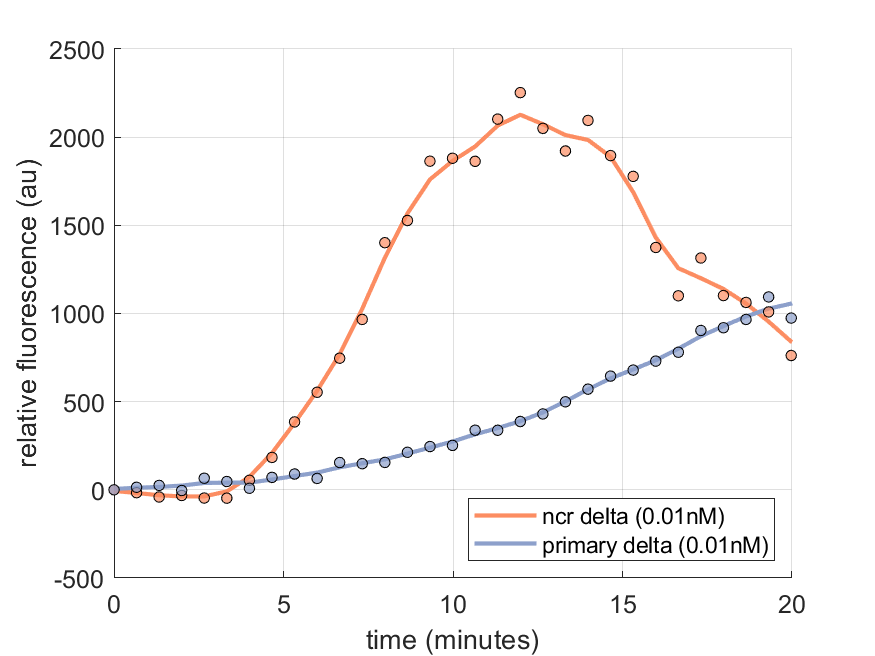 2500
2000
1500
1000
500
0
-500
relative fluorescence (au)
ncr delta (0.01nM)
primary delta (0.01nM)
0 5 10 15 20
time (minutes)